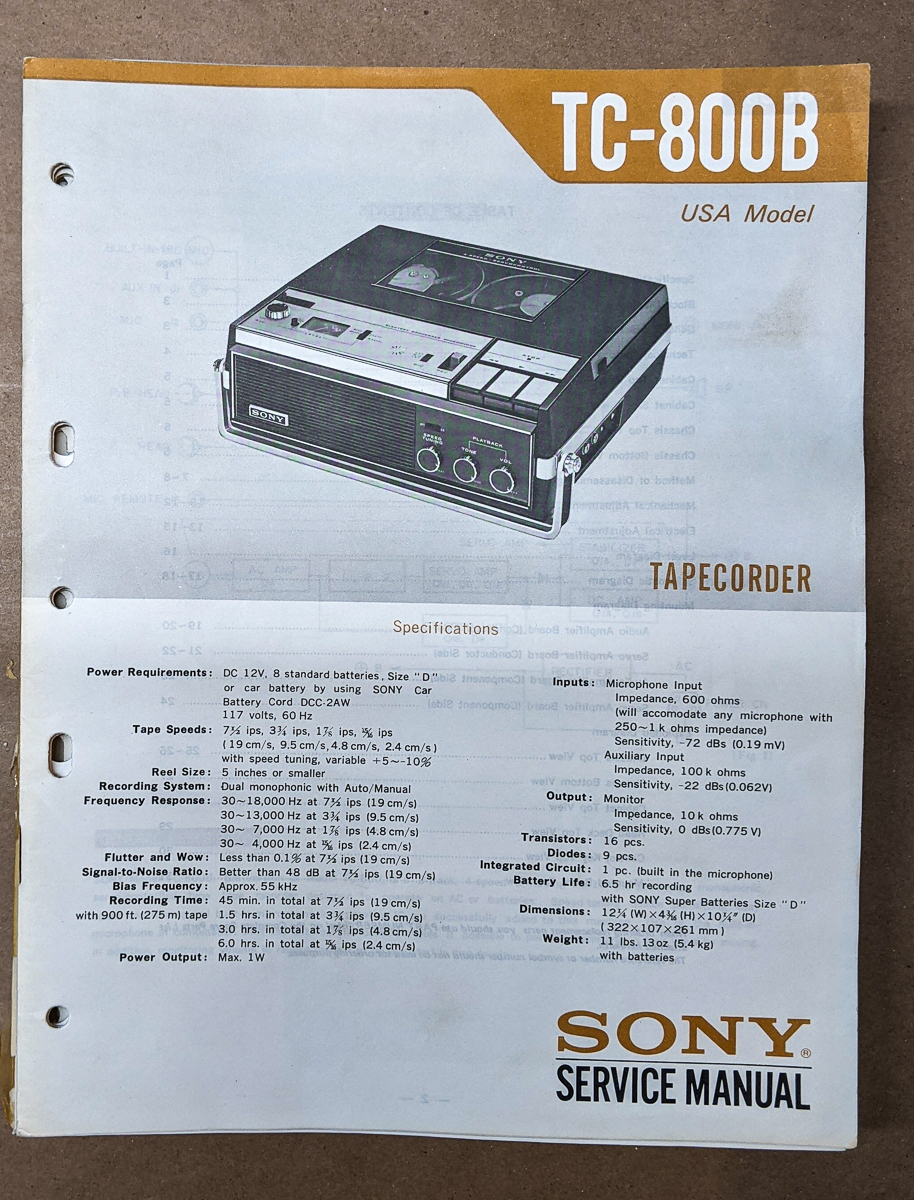 TC-800B
USA Model
SONY
SONY
SPEED
TUNING
PLAYBACK
TONE
VOL
TAPECORDER
Specifications
Power Requirements: DC 12V, 8 standard batteries, Size "D"
or car battery by using SONY Car
Battery Cord DCC-2AW
117 volts, 60 Hz
Tape Speeds: 7½ ips, 3¾ ips, 1⅞ ips, 15/16 ips
(19 cm/s, 9.5 cm/s, 4.8 cm/s, 2.4 cm/s)
with speed tuning, variable +5~-10%
Reel Size: 5 inches or smaller
Recording System: Dual monophonic with Auto/Manual
Frequency Response: 30~18,000 Hz at 7½ ips (19 cm/s)
30~13,000 Hz at 3¾ ips (9.5 cm/s)
30~ 7,000 Hz at 1⅞ ips (4.8 cm/s)
30~ 4,000 Hz at 15/16 ips (2.4 cm/s)
Flutter and Wow: Less than 0.1% at 7½ ips (19 cm/s)
Signal-to-Noise Ratio: Better than 48 dB at 7½ ips (19 cm/s)
Bias Frequency: Approx. 55 kHz
Recording Time: 45 min. in total at 7½ ips (19 cm/s)
with 900 ft. (275 m) tape 1.5 hrs. in total at 3¾ ips (9.5 cm/s)
3.0 hrs. in total at 1⅞ ips (4.8 cm/s)
6.0 hrs. in total at 15/16 ips (2.4 cm/s)
Power Output: Max. 1W
Inputs: Microphone Input
Impedance, 600 ohms
(will accomodate any microphone with
250~1 k ohms impedance)
Sensitivity, -72 dBs (0.19 mV)
Auxiliary Input
Impedance, 100 k ohms
Sensitivity, -22 dBs (0.062V)
Output: Monitor
Impedance, 10 k ohms
Sensitivity, 0 dBs (0.775 V)
Transistors: 16 pcs.
Diodes: 9 pcs.
Integrated Circuit: 1 pc. (built in the microphone)
Battery Life: 6.5 hr recording
with SONY Super Batteries Size "D"
Dimensions: 12¼ (W) × 4⅜ (H) × 10¼" (D)
(322×107×261 mm)
Weight: 11 lbs. 13 oz (5.4 kg)
with batteries
SONY®
SERVICE MANUAL